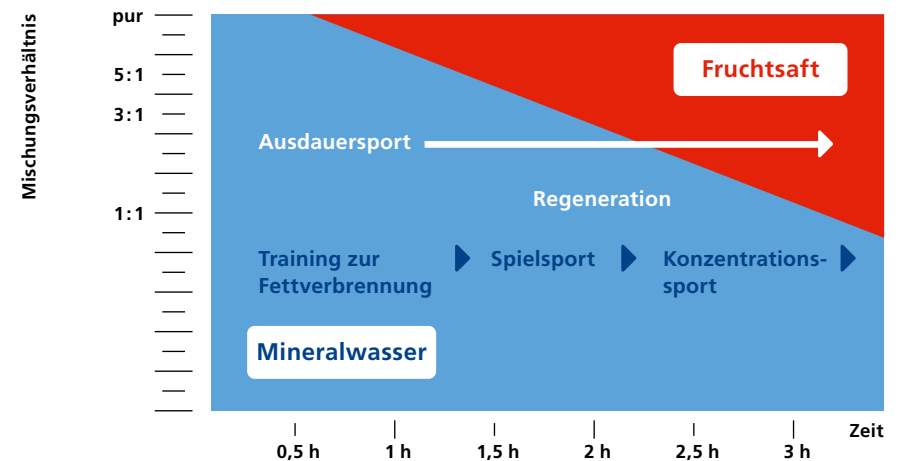 Mischungsverhältnis
pur
5:1
3:1
1:1
Fruchtsaft
Ausdauersport
Regeneration
Training zur
Fettverbrennung
Spielsport
Konzentrations-
sport
Mineralwasser
0,5 h
1 h
1,5 h
2 h
2,5 h
3 h
Zeit